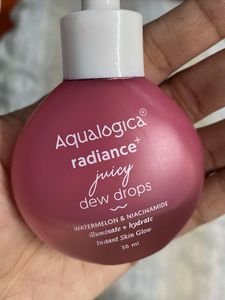 Aqualogica®
radiance+
juicy
dew drops
WATERMELON & NIACINAMIDE
illuminate + hydrate
Instant Skin Glow
30 ml